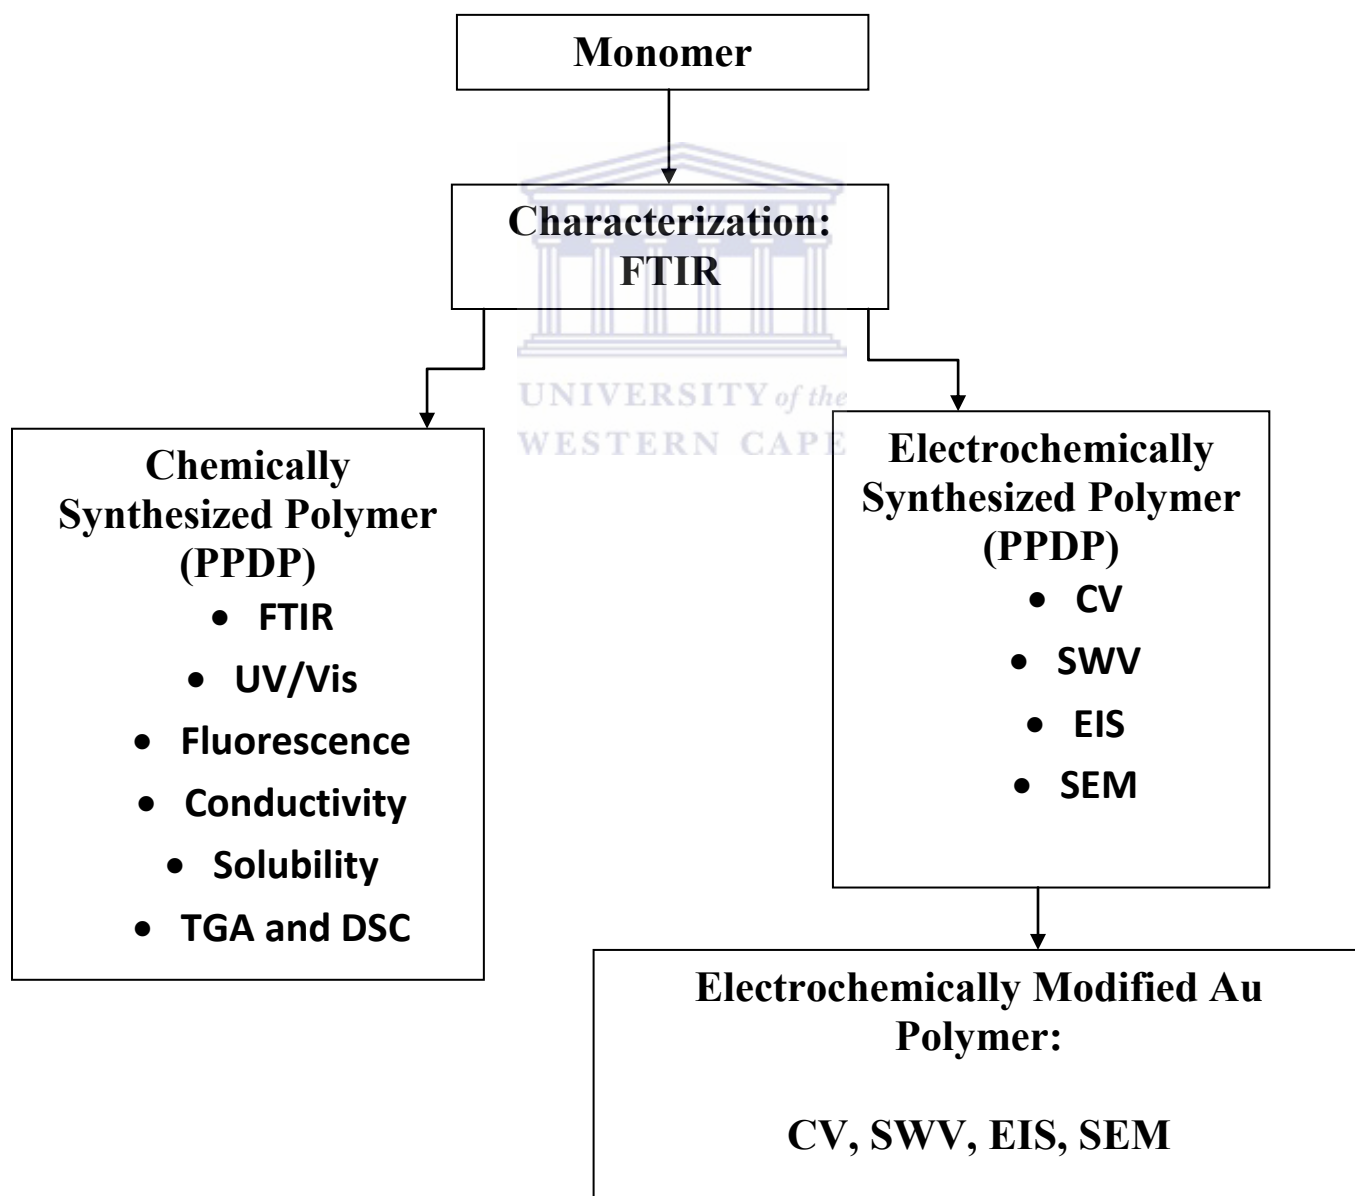 Monomer
Characterization:
FTIR
UNIVERSITY of the
WESTERN CAPE
Chemically
Synthesized Polymer
(PPDP)
• FTIR
• UV/Vis
• Fluorescence
• Conductivity
• Solubility
• TGA and DSC
Electrochemically
Synthesized Polymer
(PPDP)
• CV
• SWV
• EIS
• SEM
Electrochemically Modified Au
Polymer:
CV, SWV, EIS, SEM